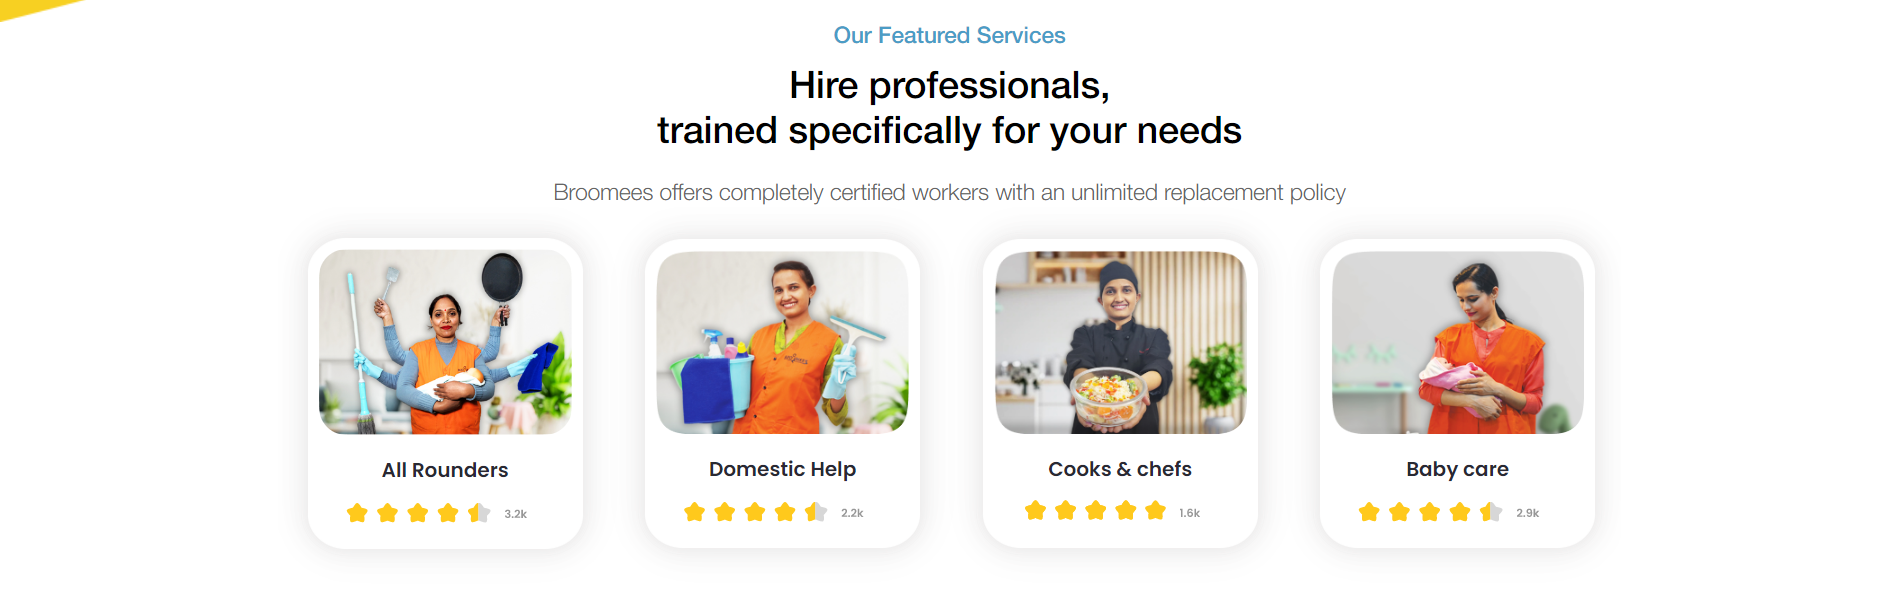 Our Featured Services
Hire professionals,
trained specifically for your needs
Broomees offers completely certified workers with an unlimited replacement policy
All Rounders
3.2k
Domestic Help
2.2k
Cooks & chefs
1.6k
Baby care
2.9k